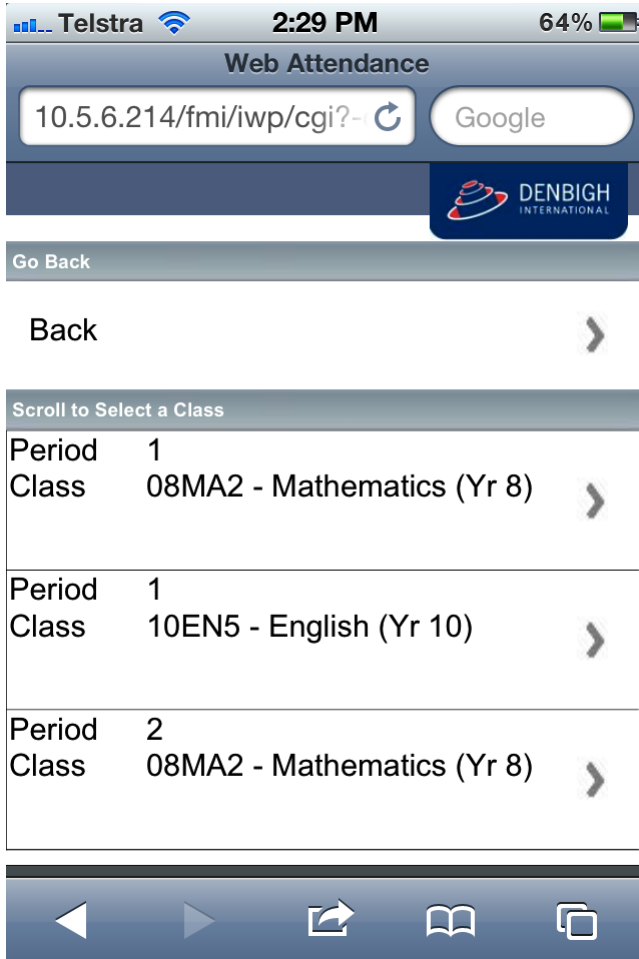 Telstra 2:29 PM 64%
Web Attendance
10.5.6.214/fmi/iwp/cgi?- Google
DENBIGH
INTERNATIONAL
Go Back
Back
Scroll to Select a Class
Period 1
Class 08MA2 - Mathematics (Yr 8)
Period 1
Class 10EN5 - English (Yr 10)
Period 2
Class 08MA2 - Mathematics (Yr 8)